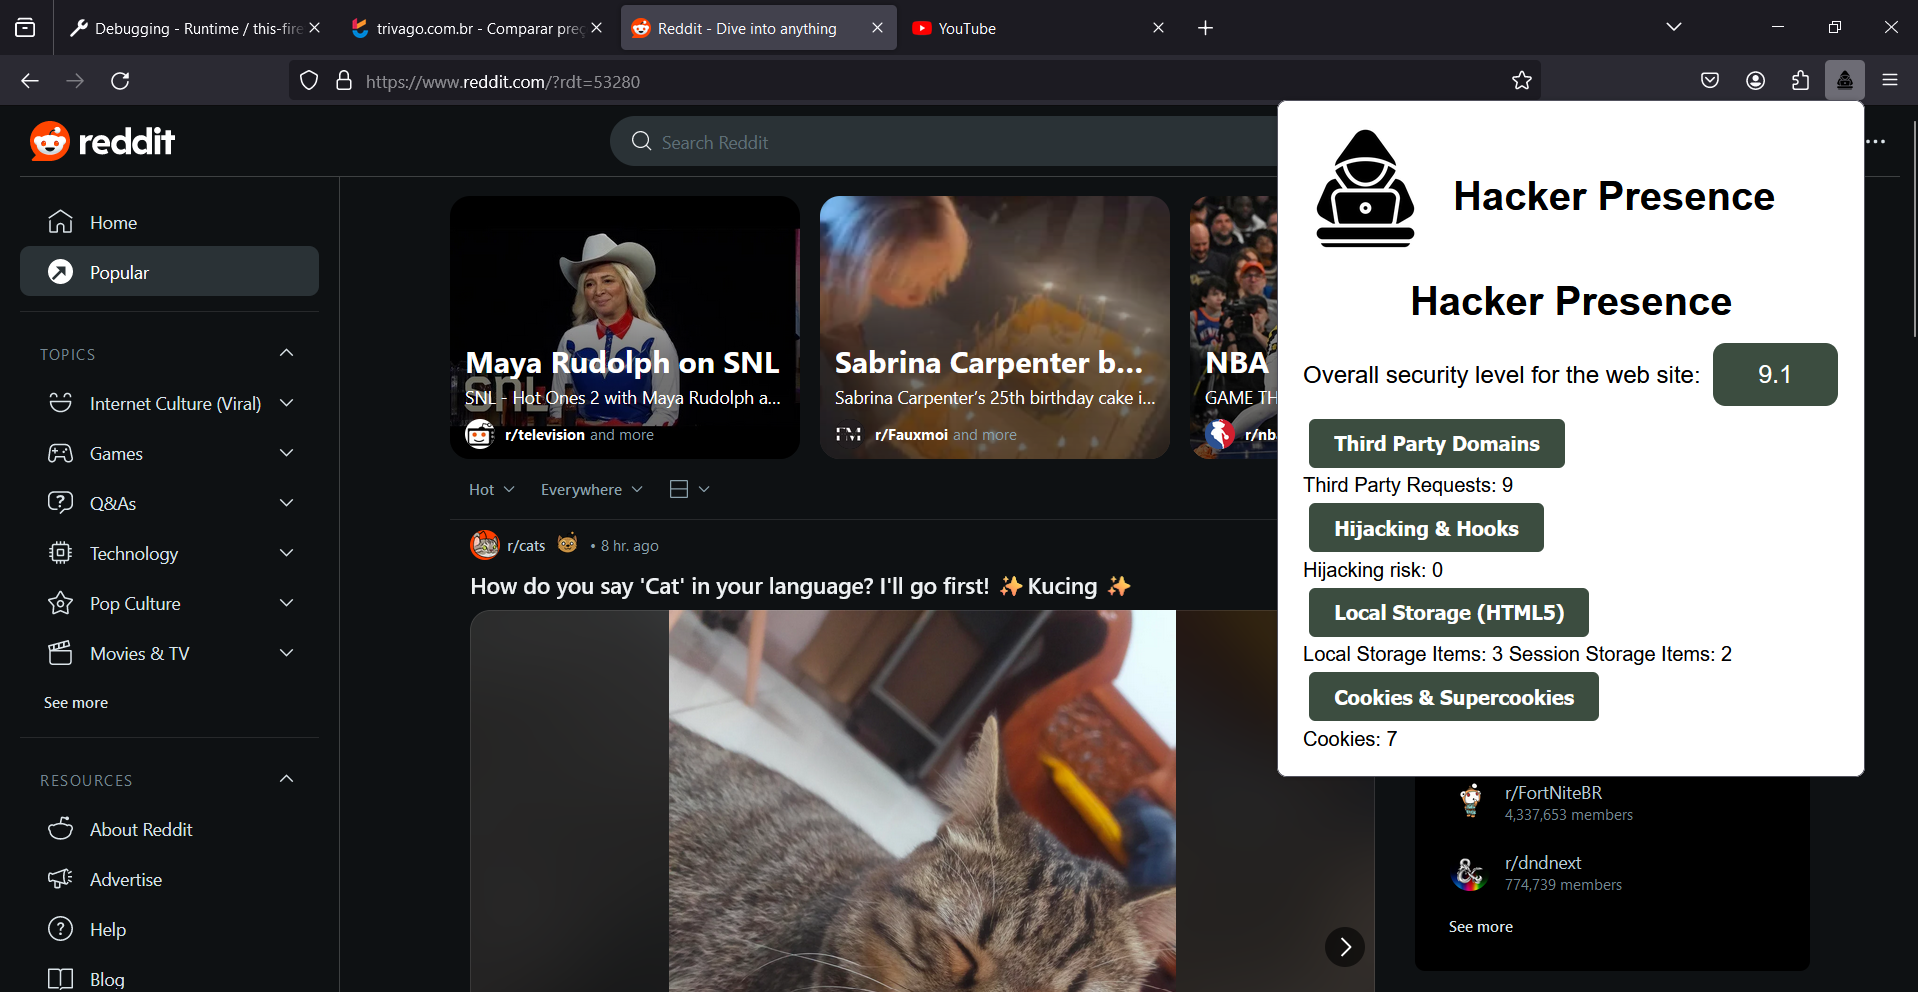 Debugging - Runtime / this-fire
trivago.com.br - Comparar preç
Reddit - Dive into anything
YouTube
https://www.reddit.com/?rdt=53280
reddit
Search Reddit
Home
Popular
TOPICS
Internet Culture (Viral)
Games
Q&As
Technology
Pop Culture
Movies & TV
See more
RESOURCES
About Reddit
Advertise
Help
Blog
Maya Rudolph on SNL
SNL - Hot Ones 2 with Maya Rudolph a...
r/television and more
Sabrina Carpenter b...
Sabrina Carpenter’s 25th birthday cake i...
r/Fauxmoi and more
NBA
GAME TH
r/nb
Hot
Everywhere
r/cats • 8 hr. ago
How do you say 'Cat' in your language? I'll go first! ✨Kucing ✨
Hacker Presence
Hacker Presence
Overall security level for the web site: 9.1
Third Party Domains
Third Party Requests: 9
Hijacking & Hooks
Hijacking risk: 0
Local Storage (HTML5)
Local Storage Items: 3 Session Storage Items: 2
Cookies & Supercookies
Cookies: 7
r/FortNiteBR
4,337,653 members
r/dndnext
774,739 members
See more